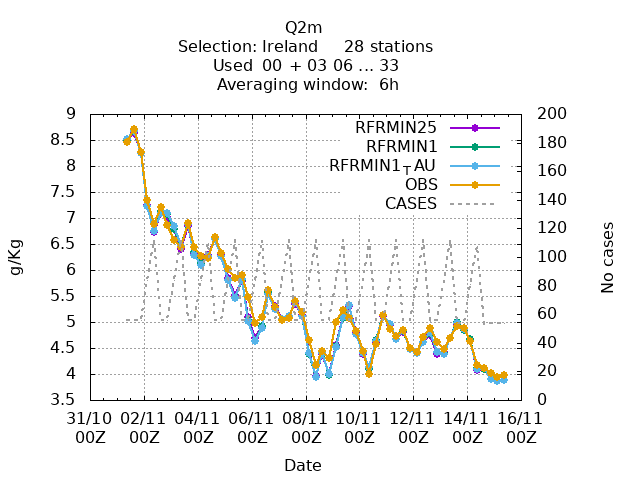 Q2m
Selection: Ireland 28 stations
Used 00 + 03 06 ... 33
Averaging window: 6h
RFRMIN25
RFRMIN1
RFRMIN1┬AU
OBS
CASES
9
8.5
8
7.5
7
6.5
6
5.5
5
4.5
4
3.5
200
180
160
140
120
100
80
60
40
20
0
g/Kg
No cases
31/10 02/11 04/11 06/11 08/11 10/11 12/11 14/11 16/11
00Z 00Z 00Z 00Z 00Z 00Z 00Z 00Z 00Z
Date